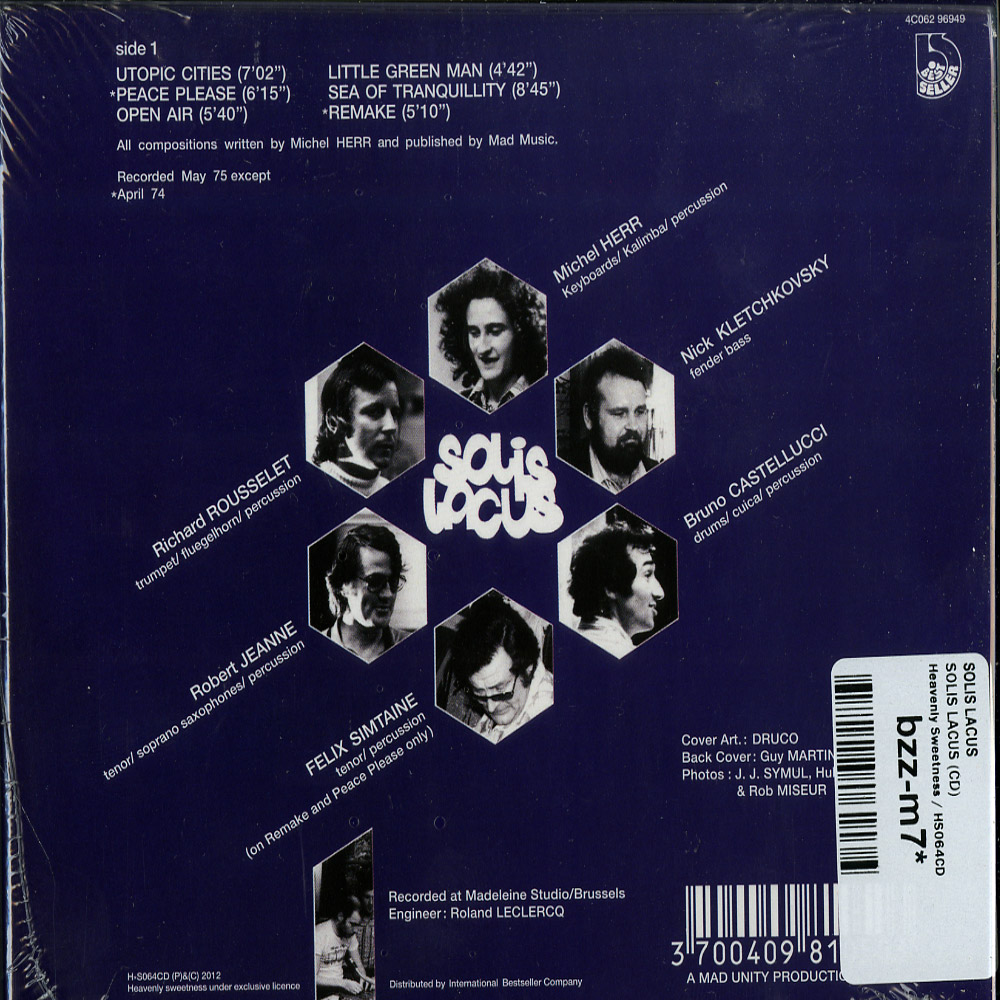 4C062 96949
BEST
SELLER
side 1
UTOPIC CITIES (7'02")
*PEACE PLEASE (6'15")
OPEN AIR (5'40")
LITTLE GREEN MAN (4'42")
SEA OF TRANQUILLITY (8'45")
*REMAKE (5'10")
All compositions written by Michel HERR and published by Mad Music.
Recorded May 75 except
*April 74
Michel HERR
Keyboards/ Kalimba/ percussion
Nick KLETCHKOVSKY
fender bass
Bruno CASTELLUCCI
drums/ cuica/ percussion
SOLIS
LACUS
Richard ROUSSELET
trumpet/ fluegelhorn/ percussion
Robert JEANNE
tenor/ soprano saxophones/ percussion
FELIX SIMTAINE
tenor/ percussion
(on Remake and Peace Please only)
Cover Art.: DRUCO
Back Cover: Guy MARTIN
Photos: J. J. SYMUL,
& Rob MISEUR
SOLIS LACUS
SOLIS LACUS (CD)
Heavenly Sweetness / HS064CD
bzz-m7*
Recorded at Madeleine Studio/Brussels
Engineer: Roland LECLERCQ
3 700409 81
A MAD UNITY
H•S064CD (P)&(C) 2012
Heavenly sweetness under exclusive licence
Distributed by International Bestseller Company